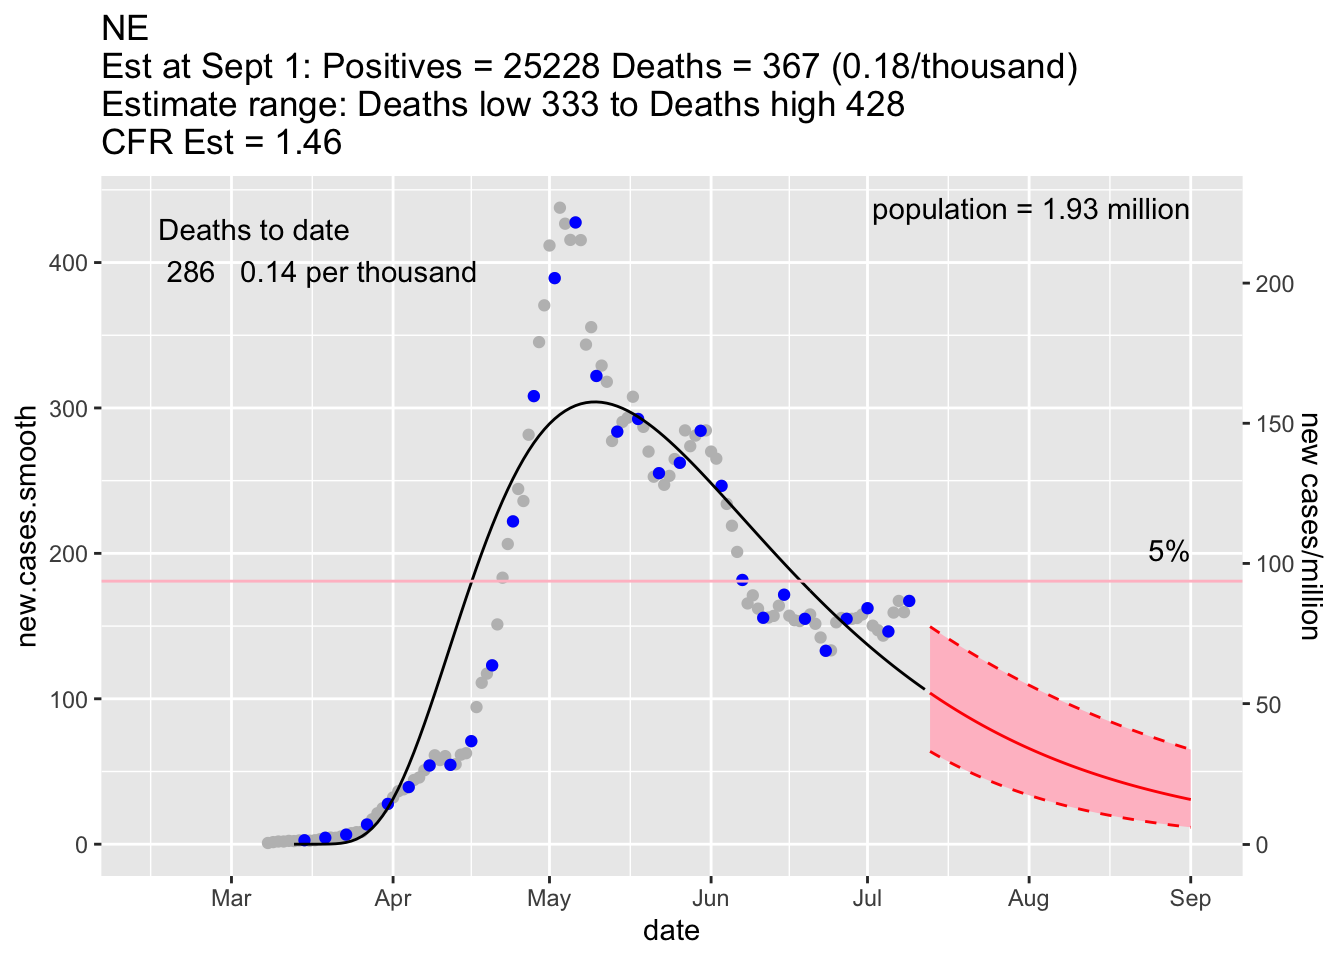 NE
Est at Sept 1: Positives = 25228 Deaths = 367 (0.18/thousand)
Estimate range: Deaths low 333 to Deaths high 428
CFR Est = 1.46
Deaths to date
286 0.14 per thousand
population = 1.93 million
5%
new.cases.smooth
400
300
200
100
0
200
150
100
50
0
new cases/million
Mar Apr May Jun Jul Aug Sep
date